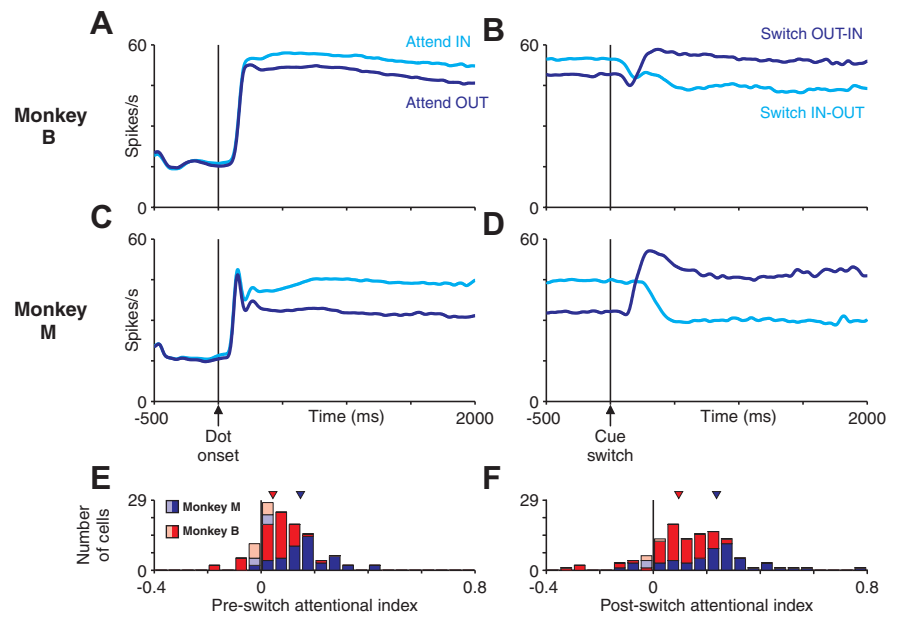 A
B
60
Attend IN
Attend OUT
Spikes/s
0
Monkey
B
60
Switch OUT-IN
Switch IN-OUT
0
C
D
60
Spikes/s
0
Monkey
M
-500
Time (ms)
2000
Dot
onset
60
0
-500
Time (ms)
2000
Cue
switch
E
F
29
Number
of cells
0
Monkey M
Monkey B
-0.4
0
0.8
Pre-switch attentional index
29
0
-0.4
0
0.8
Post-switch attentional index